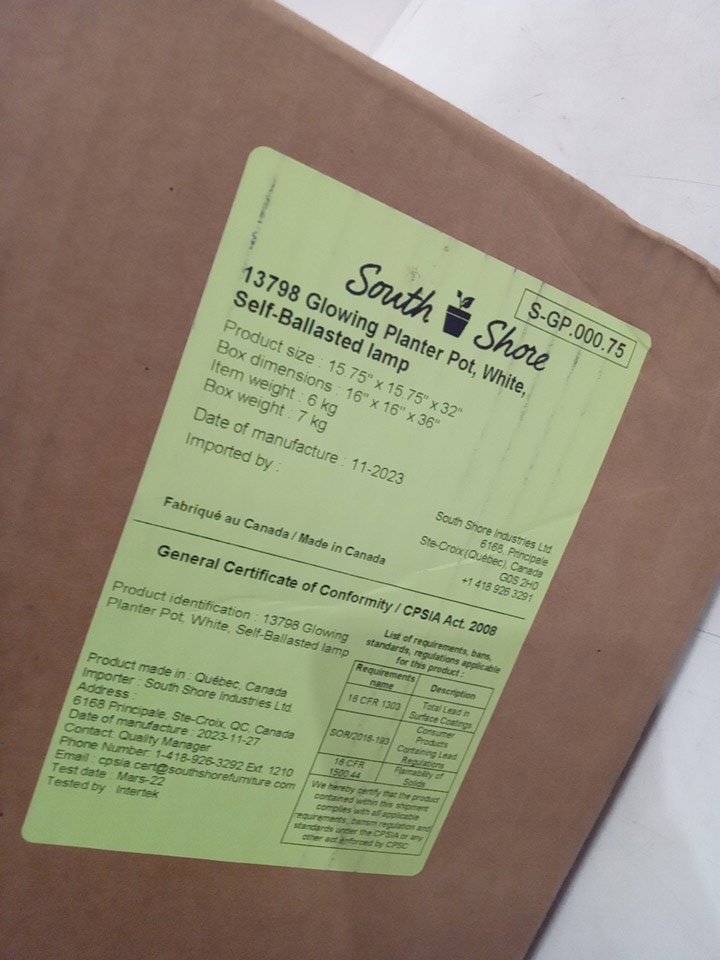 South Shore
S-GP.000.75
13798 Glowing Planter Pot, White,
Self-Ballasted lamp
Product size : 15.75" x 15.75" x 32"
Box dimensions : 16" x 16" x 36"
Item weight : 6 kg
Box weight : 7 kg
Date of manufacture : 11-2023
Imported by :
South Shore Industries Ltd.
6168, Principale
Ste-Croix (Québec), Canada
G0S 2H0
+1 418 926 3291
Fabriqué au Canada / Made in Canada
General Certificate of Conformity / CPSIA Act. 2008
Product identification : 13798 Glowing
Planter Pot, White, Self-Ballasted lamp
Product made in : Québec, Canada
Importer : South Shore Industries Ltd.
Address :
6168 Principale, Ste-Croix, QC, Canada
Date of manufacture : 2023-11-27
Contact: Quality Manager
Phone Number: 1-418-926-3292 Ext. 1210
Email : cpsia.cert@southshorefurniture.com
Test date : Mars-22
Tested by : Intertek
List of requirements, bans,
standards, regulations applicable
for this product :
Requirements name
Description
16 CFR 1303
Total Lead in
Surface Coatings
SOR/2016-193
Consumer
Products
Containing Lead
Regulations
16 CFR
1500.44
Flamability of
Solids
We hereby certify that the product
contained within this shipment
complies with all applicable
requirements, bansm regulation and
standards under the CPSIA or any
other act enforced by CPSC